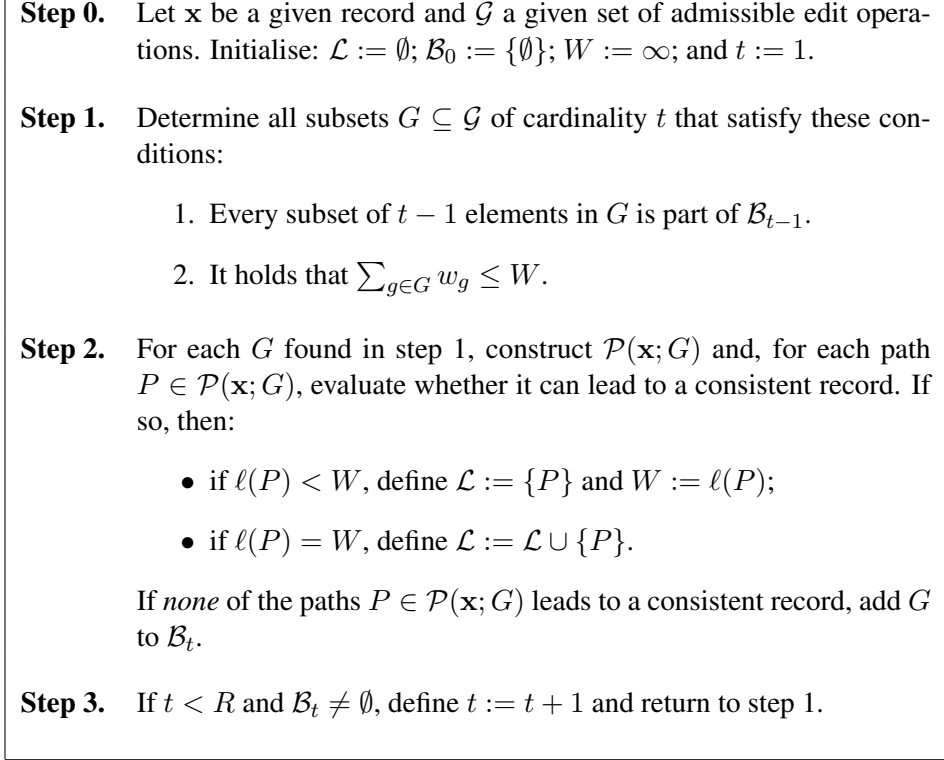 Step 0. Let x be a given record and 𝒢 a given set of admissible edit opera-
tions. Initialise: ℒ := ∅; ℬ₀ := {∅}; W := ∞; and t := 1.
Step 1. Determine all subsets G ⊆ 𝒢 of cardinality t that satisfy these con-
ditions:
1. Every subset of t − 1 elements in G is part of ℬₜ₋₁.
2. It holds that ∑_{g∈G} w_g ≤ W.
Step 2. For each G found in step 1, construct 𝒫(x; G) and, for each path
P ∈ 𝒫(x; G), evaluate whether it can lead to a consistent record. If
so, then:
• if ℓ(P) < W, define ℒ := {P} and W := ℓ(P);
• if ℓ(P) = W, define ℒ := ℒ ∪ {P}.
If none of the paths P ∈ 𝒫(x; G) leads to a consistent record, add G
to ℬₜ.
Step 3. If t < R and ℬₜ ≠ ∅, define t := t + 1 and return to step 1.